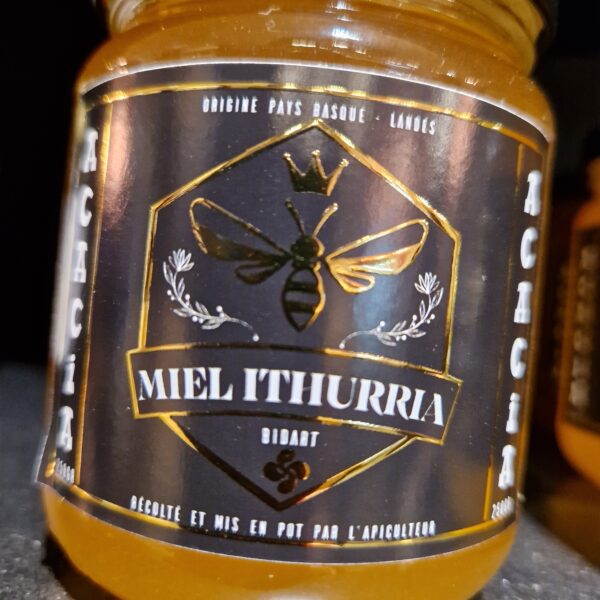 ORIGINE PAYS BASQUE - LANDES
ACACiA
ACACiA
MIEL ITHURRIA
BIDART
RÉCOLTÉ ET MIS EN POT PAR L'APICULTEUR